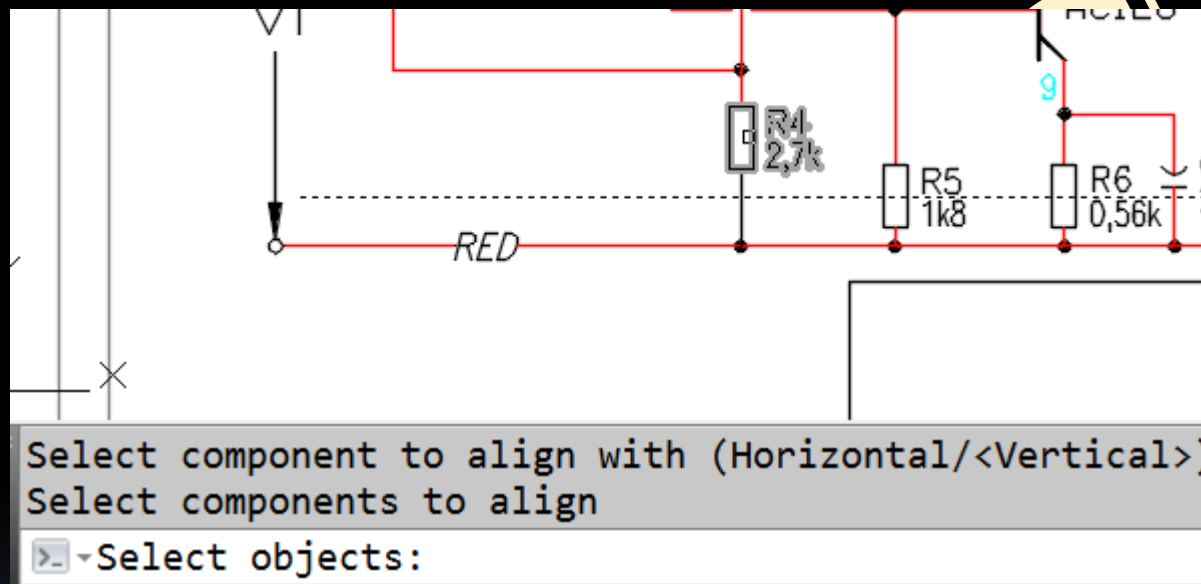 V1
9
R4
2,7k
R5
1k8
R6
0,56k
RED
Select component to align with (Horizontal/<Vertical>)
Select components to align
Select objects: